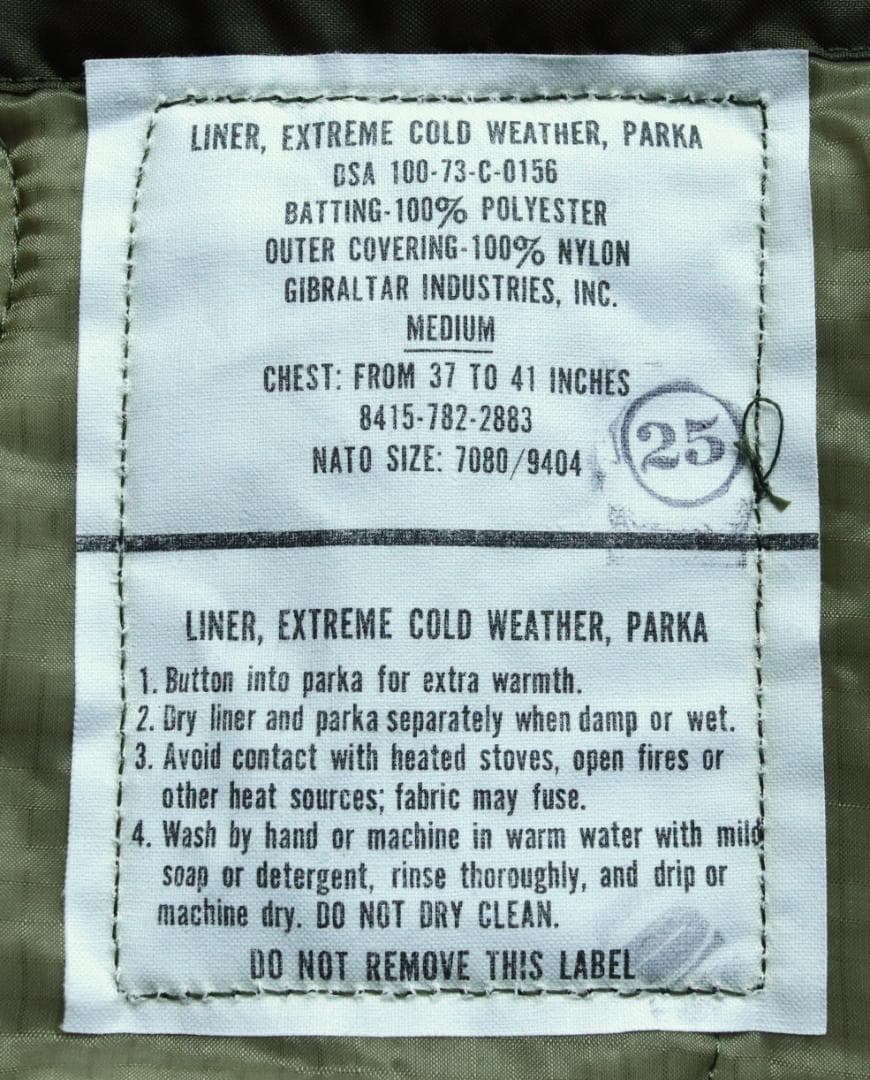 LINER, EXTREME COLD WEATHER, PARKA
DSA 100-73-C-0156
BATTING-100% POLYESTER
OUTER COVERING-100% NYLON
GIBRALTAR INDUSTRIES, INC.
MEDIUM
CHEST: FROM 37 TO 41 INCHES
8415-782-2883
NATO SIZE: 7080/9404
25
LINER, EXTREME COLD WEATHER, PARKA
1. Button into parka for extra warmth.
2. Dry liner and parka separately when damp or wet.
3. Avoid contact with heated stoves, open fires or
other heat sources; fabric may fuse.
4. Wash by hand or machine in warm water with mild
soap or detergent, rinse thoroughly, and drip or
machine dry. DO NOT DRY CLEAN.
DO NOT REMOVE THIS LABEL